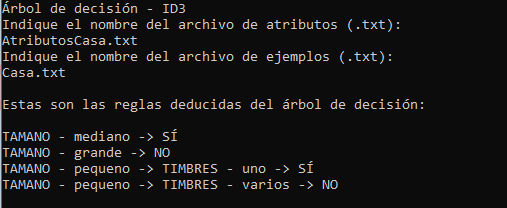 Árbol de decisión - ID3
Indique el nombre del archivo de atributos (.txt):
AtributosCasa.txt
Indique el nombre del archivo de ejemplos (.txt):
Casa.txt
Estas son las reglas deducidas del árbol de decisión:
TAMANO - mediano -> SÍ
TAMANO - grande -> NO
TAMANO - pequeno -> TIMBRES - uno -> SÍ
TAMANO - pequeno -> TIMBRES - varios -> NO